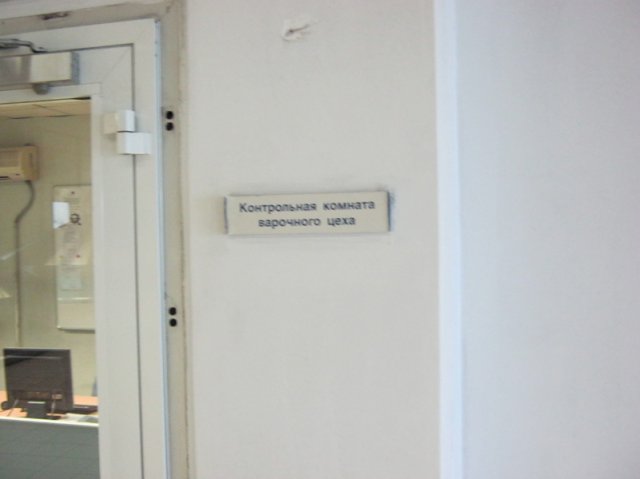 Контрольная комната
варочного цеха